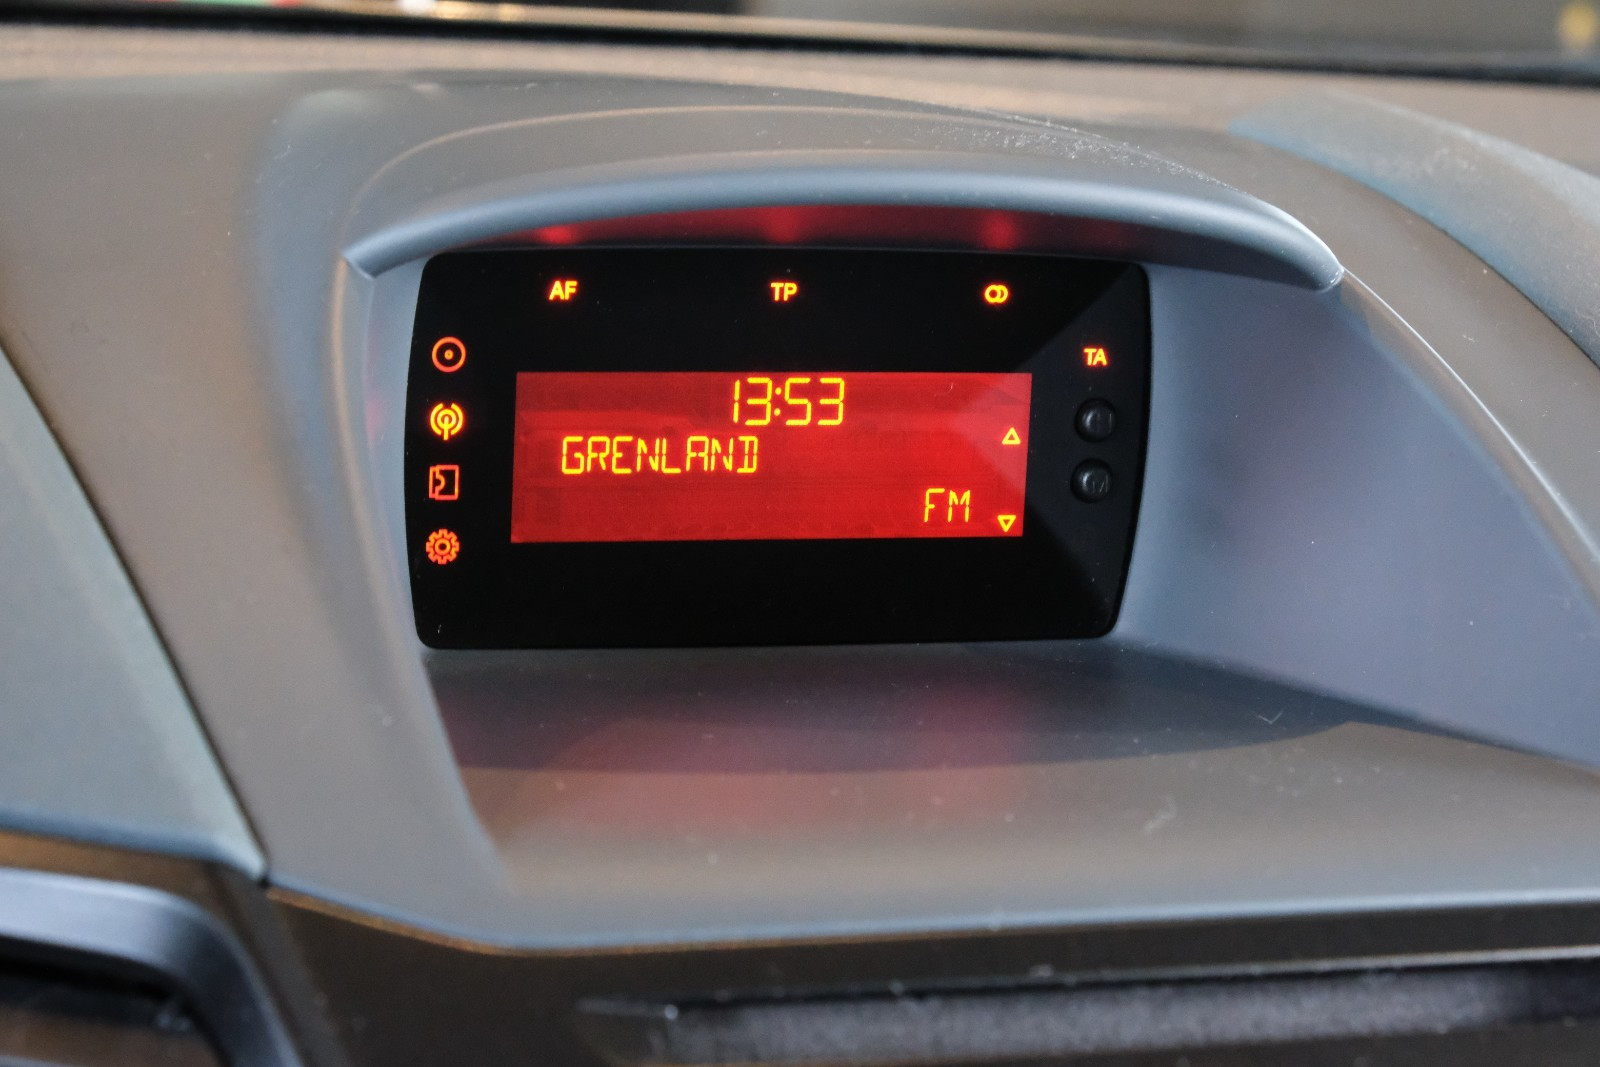 AF TP
TA
13:53
GRENLAND
FM
H
M